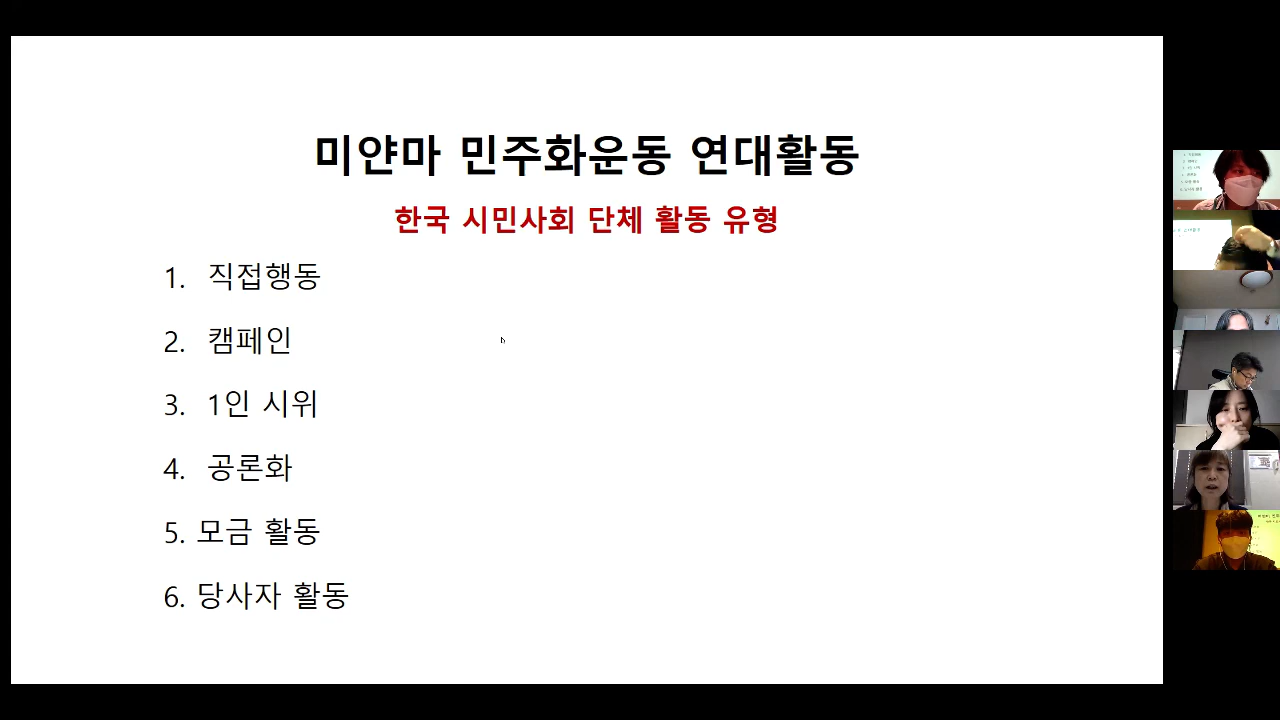 미얀마 민주화운동 연대활동
한국 시민사회 단체 활동 유형
1. 직접행동
2. 캠페인
3. 1인 시위
4. 공론화
5. 모금 활동
6. 당사자 활동